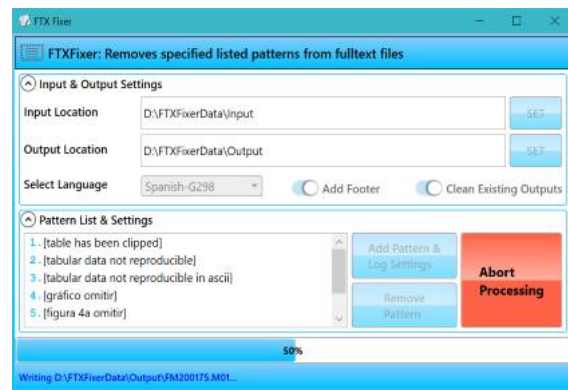 FTX Fixer
FTXFixer: Removes specified listed patterns from fulltext files
Input & Output Settings
Input Location
D:\FTXFixerData\Input
SET
Output Location
D:\FTXFixerData\Output
SET
Select Language
Spanish-G298
Add Footer
Clean Existing Outputs
Pattern List & Settings
1. [table has been clipped]
2. [tabular data not reproducible]
3. [tabular data not reproducible in ascii]
4. [gráfico omitir]
5. [figura 4a omitir]
Add Pattern &
Log Settings
Remove
Pattern
Abort
Processing
50%
Writing D:\FTXFixerData\Output\FM200175.M01...